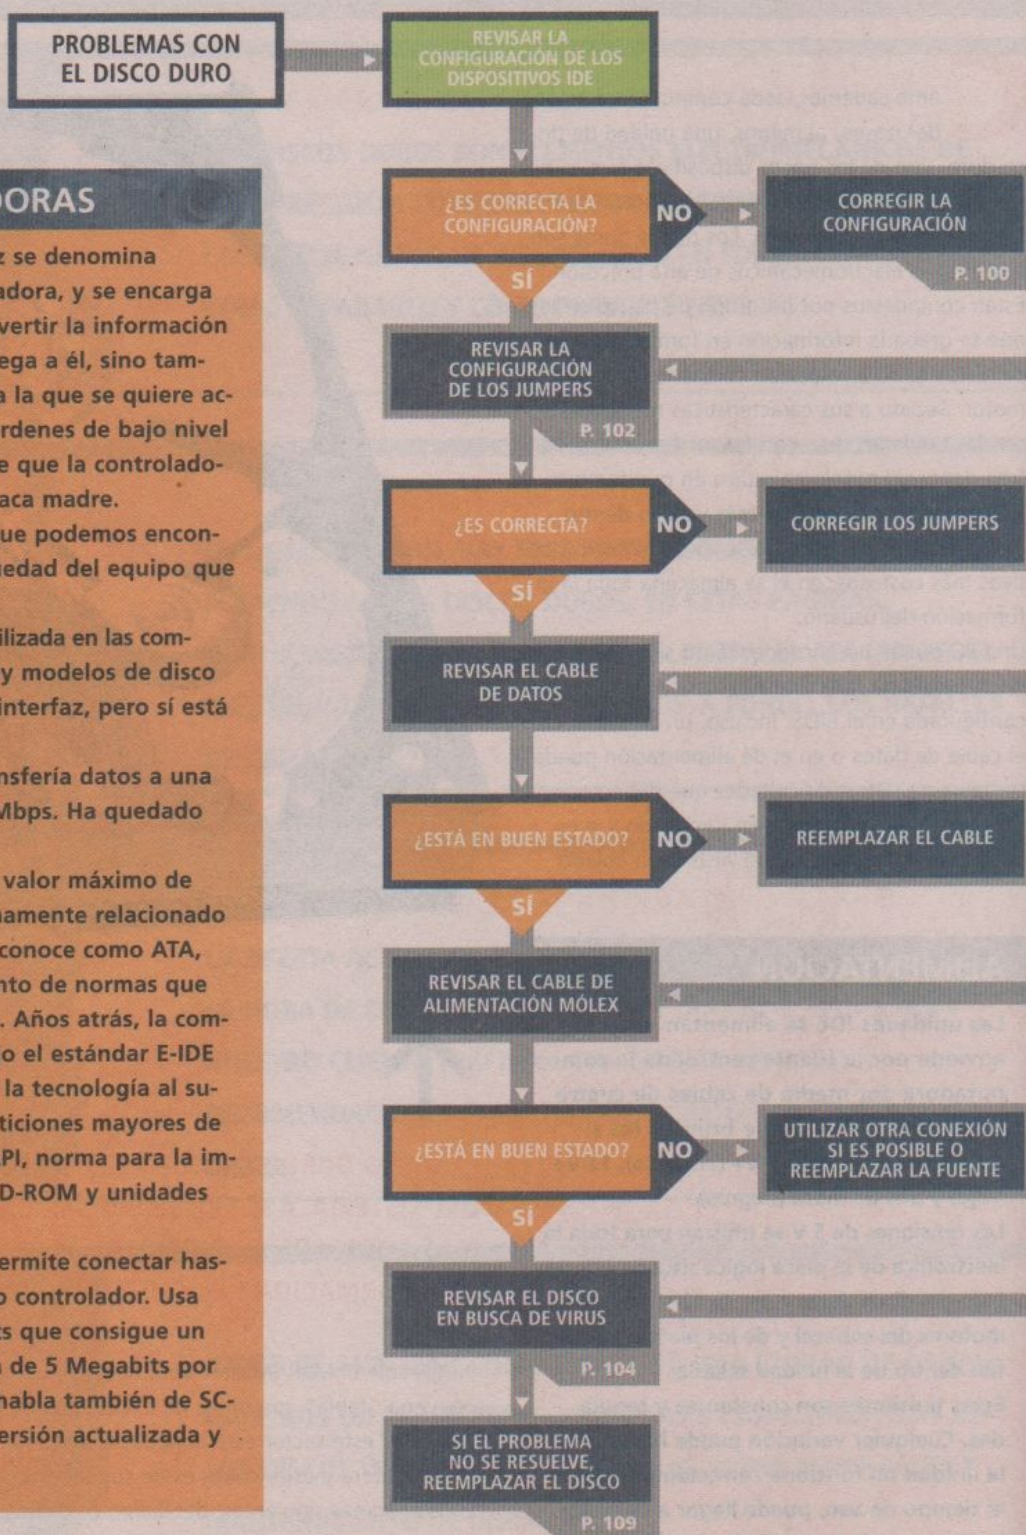 PROBLEMAS CON
EL DISCO DURO
REVISAR LA
CONFIGURACIÓN DE LOS
DISPOSITIVOS IDE
¿ES CORRECTA LA
CONFIGURACIÓN?
NO
CORREGIR LA
CONFIGURACIÓN
P. 100
SÍ
REVISAR LA
CONFIGURACIÓN
DE LOS JUMPERS
P. 102
¿ES CORRECTA?
NO
CORREGIR LOS JUMPERS
SÍ
REVISAR EL CABLE
DE DATOS
¿ESTÁ EN BUEN ESTADO?
NO
REEMPLAZAR EL CABLE
SÍ
REVISAR EL CABLE DE
ALIMENTACIÓN MÓLEX
¿ESTÁ EN BUEN ESTADO?
NO
UTILIZAR OTRA CONEXIÓN
SI ES POSIBLE O
REEMPLAZAR LA FUENTE
SÍ
REVISAR EL DISCO
EN BUSCA DE VIRUS
P. 104
SI EL PROBLEMA
NO SE RESUELVE,
REEMPLAZAR EL DISCO
P. 109
DORAS
z se denomina
adora, y se encarga
vertir la información
ega a él, sino tam-
a la que se quiere ac-
rdenes de bajo nivel
e que la controlado-
aca madre.
ue podemos encon-
uedad del equipo que
ilizada en las com-
y modelos de disco
interfaz, pero sí está
nsfería datos a una
Mbps. Ha quedado
valor máximo de
namente relacionado
conoce como ATA,
nto de normas que
. Años atrás, la com-
o el estándar E-IDE
la tecnología al su-
ticiones mayores de
PI, norma para la im-
D-ROM y unidades
ermite conectar has-
o controlador. Usa
ts que consigue un
a de 5 Megabits por
habla también de SC-
ersión actualizada y